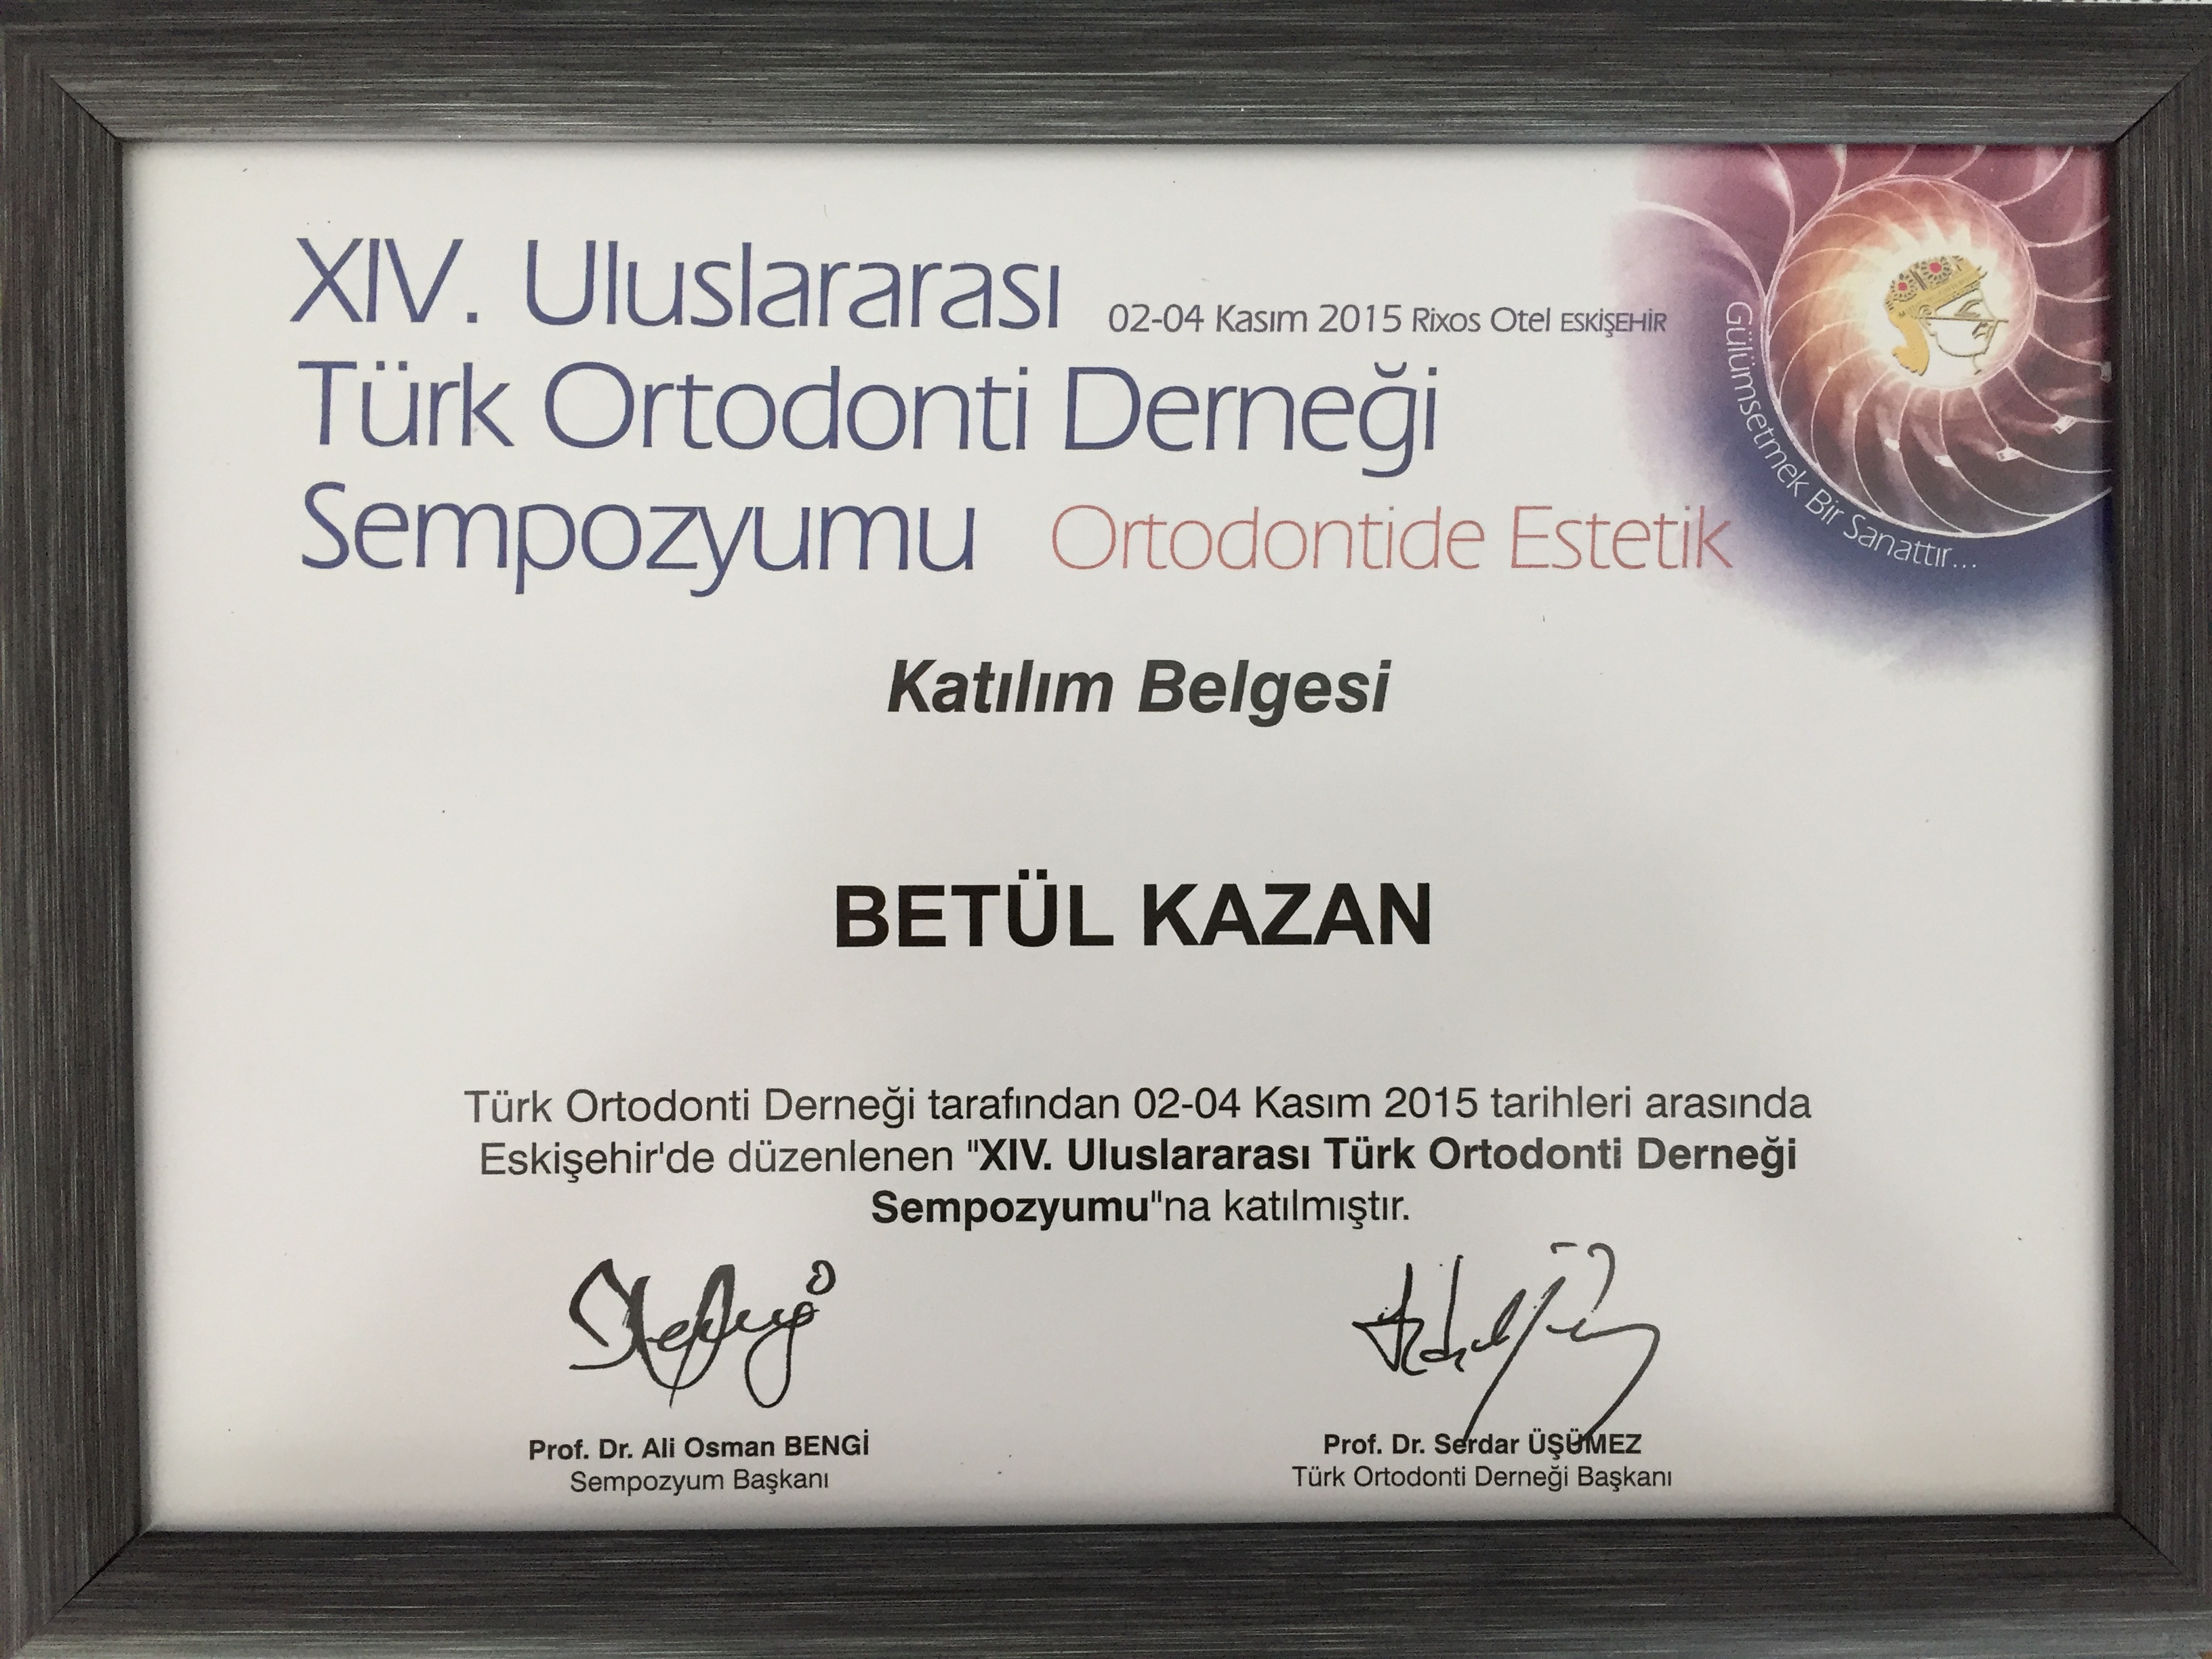 XIV. Uluslararası
02-04 Kasım 2015 Rixos Otel ESKİŞEHİR
Türk Ortodonti Derneği
Sempozyumu Ortodontide Estetik
Gülümsetmek Bir Sanattır...
Katılım Belgesi
BETÜL KAZAN
Türk Ortodonti Derneği tarafından 02-04 Kasım 2015 tarihleri arasında
Eskişehir'de düzenlenen "XIV. Uluslararası Türk Ortodonti Derneği
Sempozyumu"na katılmıştır.
Prof. Dr. Ali Osman BENGİ
Sempozyum Başkanı
Prof. Dr. Serdar ÜŞÜMEZ
Türk Ortodonti Derneği Başkanı